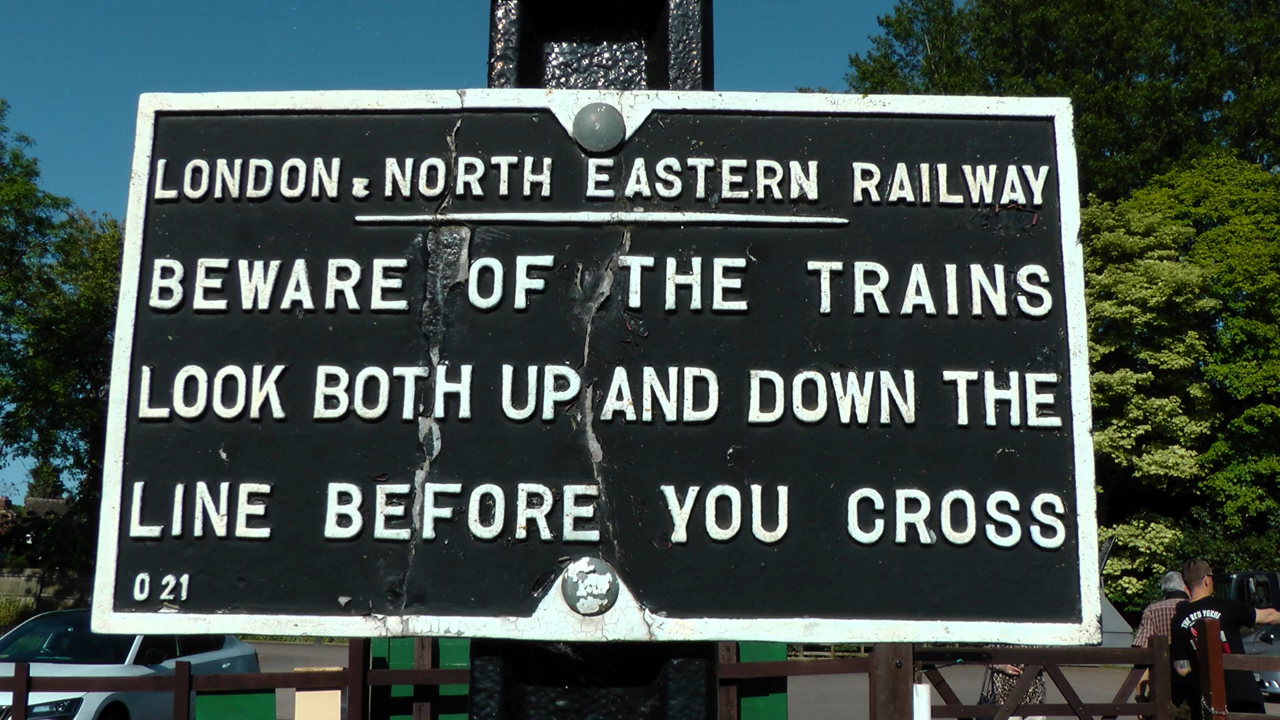 LONDON & NORTH EASTERN RAILWAY
BEWARE OF THE TRAINS
LOOK BOTH UP AND DOWN THE
LINE BEFORE YOU CROSS
O 21